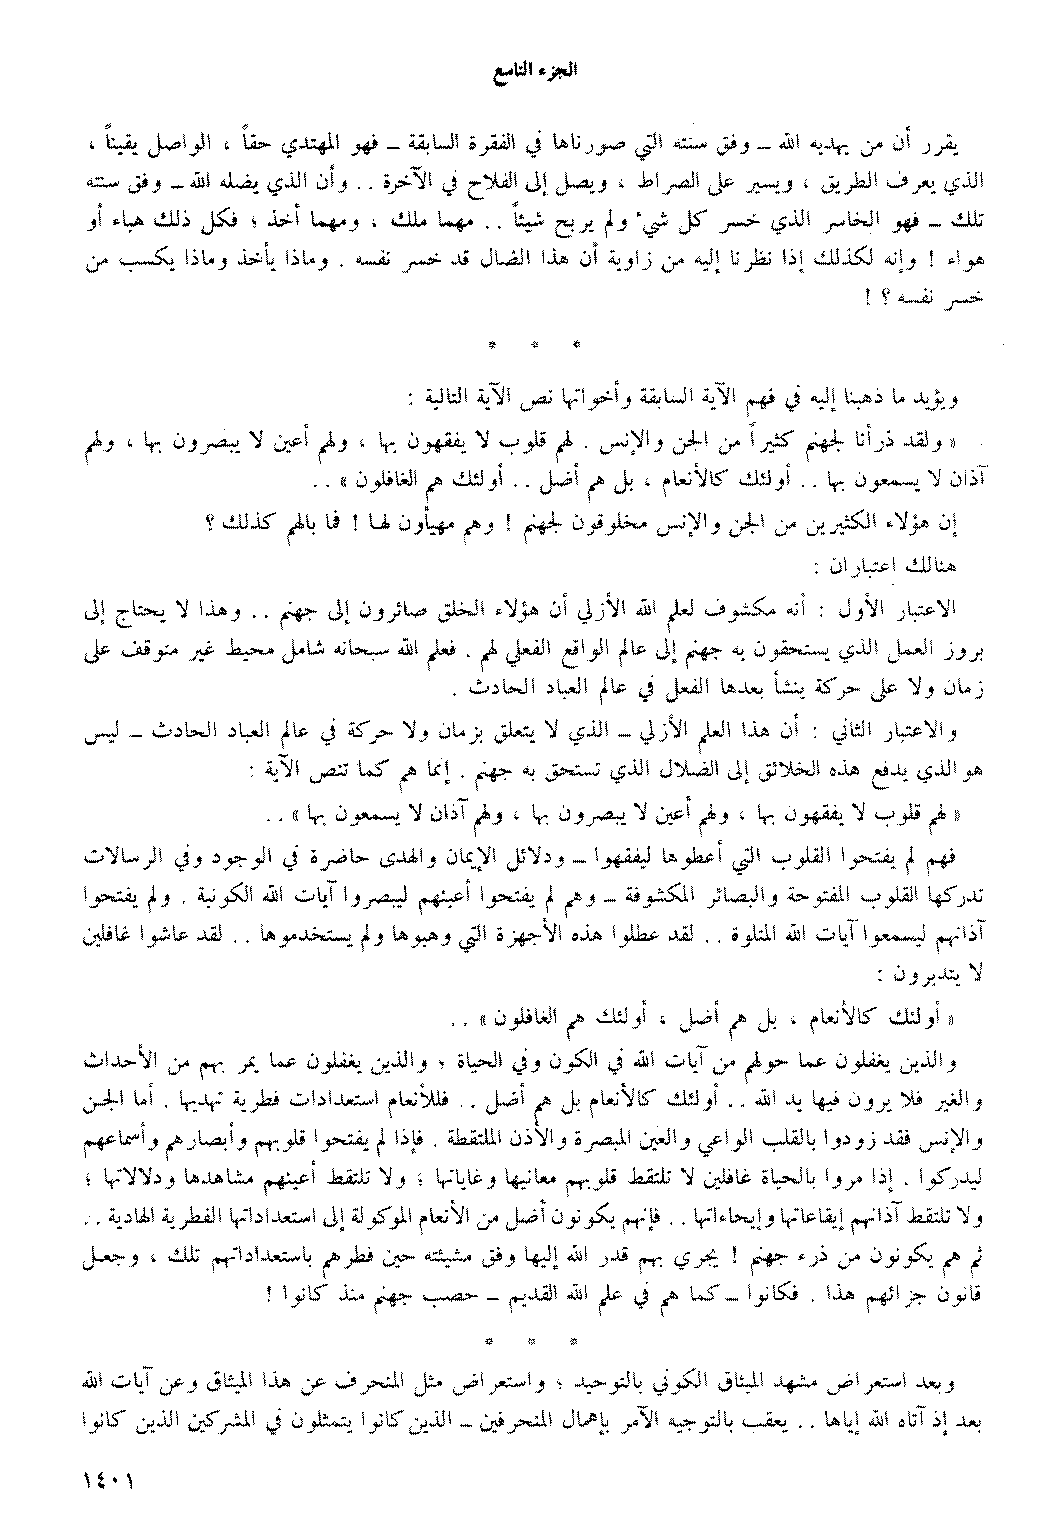 الجزء التاسع
يقرر أن من يهديه الله – وفق سنته التي صورناها في الفقرة السابقة – فهو المهتدي حقاً ، الواصل يقيناً ،
الذي يعرف الطريق ، ويسير على الصراط ، ويصل إلى الفلاح في الآخرة .. وأن الذي يضله الله – وفق سنته
تلك – فهو الخاسر الذي خسر كل شيء ولم يربح شيئاً .. مهما ملك ، ومهما أخذ ؛ فكل ذلك هباء أو
هواء ! وإنه لكذلك إذا نظرنا إليه من زاوية أن هذا الضال قد خسر نفسه . وماذا يأخذ وماذا يكسب من
خسر نفسه ؟ !
* * *
ويؤيد ما ذهبنا إليه في فهم الآية السابقة وأخواتها نص الآية التالية :
« ولقد ذرأنا لجهنم كثيراً من الجن والإنس . لهم قلوب لا يفقهون بها ، ولهم أعين لا يبصرون بها ، ولهم
آذان لا يسمعون بها .. أولئك كالأنعام ، بل هم أضل .. أولئك هم الغافلون » ..
إن هؤلاء الكثيرين من الجن والإنس مخلوقون لجهنم ! وهم مهيأون لها ! فما بالهم كذلك ؟
هنالك اعتباران :
الاعتبار الأول : أنه مكشوف لعلم الله الأزلي أن هؤلاء الخلق صائرون إلى جهنم .. وهذا لا يحتاج إلى
بروز العمل الذي يستحقون به جهنم إلى عالم الواقع الفعلي لهم . فعلم الله سبحانه شامل محيط غير متوقف على
زمان ولا على حركة ينشأ بعدها الفعل في عالم العباد الحادث .
والاعتبار الثاني : أن هذا العلم الأزلي – الذي لا يتعلق بزمان ولا حركة في عالم العباد الحادث – ليس
هو الذي يدفع هذه الخلائق إلى الضلال الذي تستحق به جهنم . إنما هم كما تنص الآية :
« لهم قلوب لا يفقهون بها ، ولهم أعين لا يبصرون بها ، ولهم آذان لا يسمعون بها » ..
فهم لم يفتحوا القلوب التي أعطوها ليفقهوا – ودلائل الإيمان والهدى حاضرة في الوجود وفي الرسالات
تدركها القلوب المفتوحة والبصائر المكشوفة – وهم لم يفتحوا أعينهم ليبصروا آيات الله الكونية . ولم يفتحوا
آذانهم ليسمعوا آيات الله المتلوة .. لقد عطلوا هذه الأجهزة التي وهبوها ولم يستخدموها .. لقد عاشوا غافلين
لا يتدبرون :
« أولئك كالأنعام ، بل هم أضل ، أولئك هم الغافلون » ..
والذين يغفلون عما حولهم من آيات الله في الكون وفي الحياة ؛ والذين يغفلون عما يمر بهم من الأحداث
والغير فلا يرون فيها يد الله .. أولئك كالأنعام بل هم أضل .. فللأنعام استعدادات فطرية تهديها . أما الجن
والإنس فقد زودوا بالقلب الواعي والعين المبصرة والأذن الملتقطة . فإذا لم يفتحوا قلوبهم وأبصارهم وأسماعهم
ليدركوا . إذا مروا بالحياة غافلين لا تلتقط قلوبهم معانيها وغاياتها ؛ ولا تلتقط أعينهم مشاهدها ودلالاتها ؛
ولا تلتقط آذانهم إيقاعاتها وإيحاءاتها .. فإنهم يكونون أضل من الأنعام الموكولة إلى استعداداتها الفطرية الهادية ..
ثم هم يكونون من ذرء جهنم ! يجري بهم قدر الله إليها وفق مشيئته حين فطرهم باستعداداتهم تلك ، وجعل
قانون جزائهم هذا . فكانوا – كما هم في علم الله القديم – حصب جهنم منذ كانوا !
* * *
وبعد استعراض مشهد الميثاق الكوني بالتوحيد ؛ واستعراض مثل المنحرف عن هذا الميثاق وعن آيات الله
بعد إذ آتاه الله إياها .. يعقب بالتوجيه الآمر بإهمال المنحرفين – الذين كانوا يتمثلون في المشركين الذين كانوا
١٤٠١